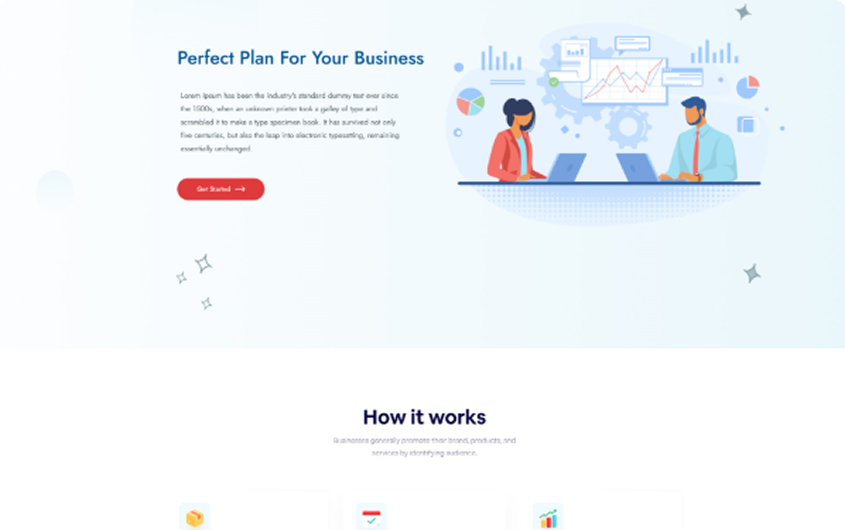 Perfect Plan For Your Business
Lorem Ipsum has been the industry's standard dummy text ever since
the 1500s, when an unknown printer took a galley of type and
scrambled it to make a type specimen book. It has survived not only
five centuries, but also the leap into electronic typesetting, remaining
essentially unchanged.
Get Started
How it works
Businesses generally promote their brand, products, and
services by identifying audience.